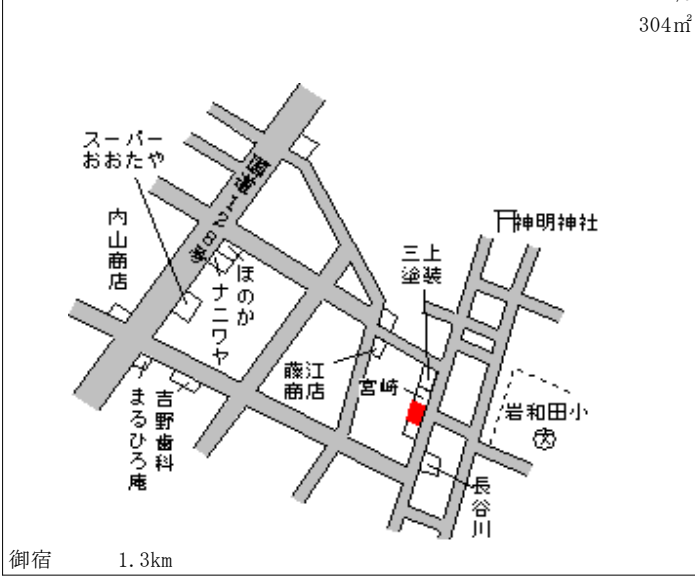 304㎡
スーパー
おおたや
国道128号
内山商店
ほのか
ナニワヤ
神明神社
三上
塗装
藤江
商店
宮崎
岩和田小
文
まるひろ庵
吉野歯科
長谷川
御宿 1.3km